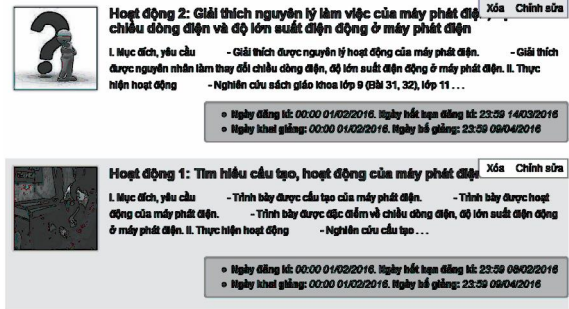 Hoạt động 2: Giải thích nguyên lý làm việc của máy phát
Xóa Chỉnh sửa
chiều dòng điện và độ lớn suất điện động ở máy phát điện
I. Mục đích, yêu cầu - Giải thích được nguyên lý hoạt động của máy phát điện. - Giải thích
được nguyên nhân làm thay đổi chiều dòng điện, độ lớn suất điện động ở máy phát điện. II. Thực
hiện hoạt động - Nghiên cứu sách giáo khoa lớp 9 (Bài 31, 32), lớp 11 . . .
Ngày đăng kí: 00:00 01/02/2016. Ngày hết hạn đăng kí: 23:59 14/03/2016
Ngày khai giảng: 00:00 01/02/2016. Ngày bế giảng: 23:59 09/04/2016
Hoạt động 1: Tìm hiểu cấu tạo, hoạt động của máy phát
Xóa Chỉnh sửa
I. Mục đích, yêu cầu - Trình bày được cấu tạo của máy phát điện. - Trình bày được hoạt
động của máy phát điện. - Trình bày được đặc điểm về chiều dòng điện, độ lớn suất điện động
ở máy phát điện. II. Thực hiện hoạt động - Nghiên cứu cấu tạo . . .
Ngày đăng kí: 00:00 01/02/2016. Ngày hết hạn đăng kí: 23:59 08/02/2016
Ngày khai giảng: 00:00 01/02/2016. Ngày bế giảng: 23:59 09/04/2016